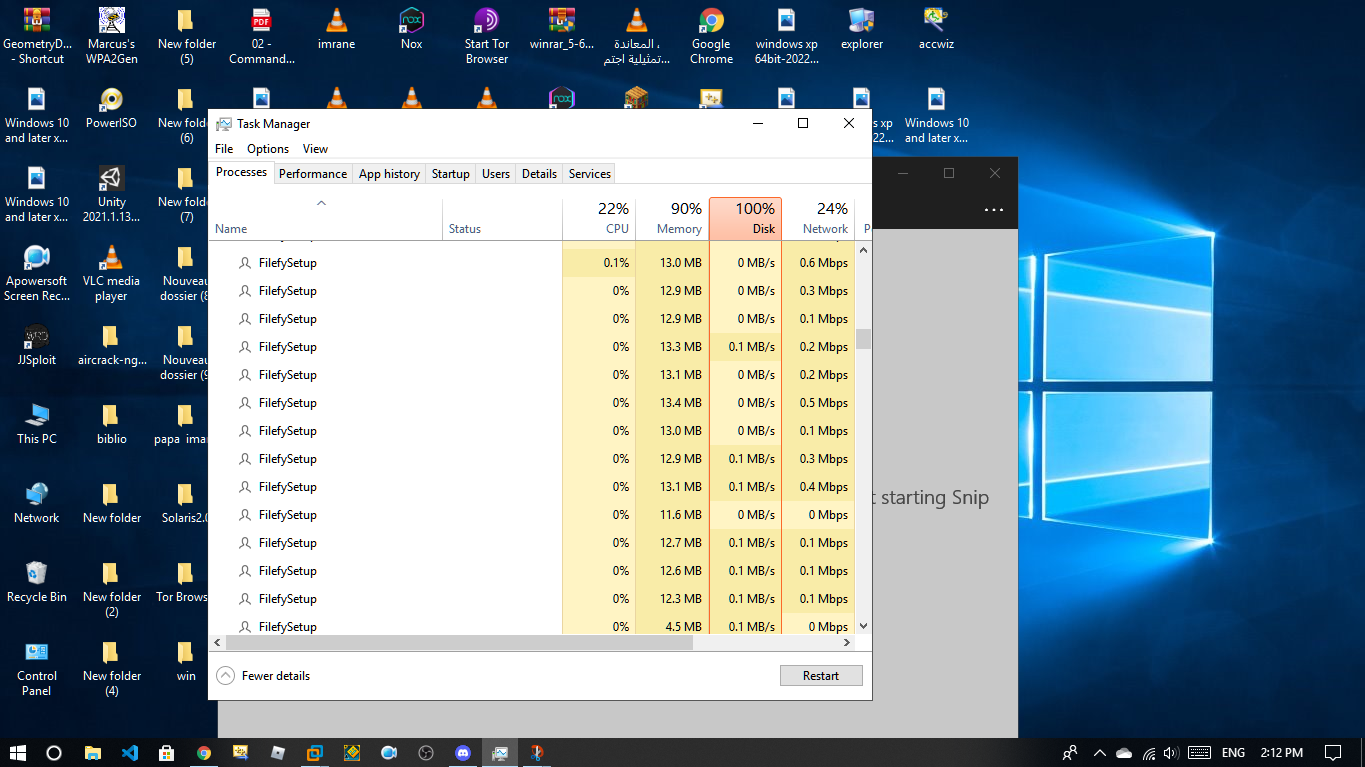 GeometryD...
- Shortcut
Marcus's
WPA2Gen
New folder
(5)
02 -
Command...
imrane
Nox
Start Tor
Browser
winrar_5-6...
المعاندة ،
تمثيلية اجتم...
Google
Chrome
windows xp
64bit-2022...
explorer
accwiz
Windows 10
and later x...
PowerISO
New folde
(6)
s xp
22...
Windows 10
and later x...
Windows 10
and later x...
Unity
2021.1.13...
New folde
(7)
Apowersoft
Screen Rec...
VLC media
player
Nouveau
dossier (8
JJSploit
aircrack-ng...
Nouveau
dossier (9
This PC
biblio
papa ima
Network
New folder
Solaris2.0
Recycle Bin
New folder
(2)
Tor Brows
Control
Panel
New folder
(4)
win
Task Manager
File Options View
Processes Performance App history Startup Users Details Services
22% 90% 100% 24%
Name Status CPU Memory Disk Network P
FilefySetup 0.1% 13.0 MB 0 MB/s 0.6 Mbps
FilefySetup 0% 12.9 MB 0 MB/s 0.3 Mbps
FilefySetup 0% 12.9 MB 0 MB/s 0.1 Mbps
FilefySetup 0% 13.3 MB 0.1 MB/s 0.2 Mbps
FilefySetup 0% 13.1 MB 0 MB/s 0.2 Mbps
FilefySetup 0% 13.4 MB 0 MB/s 0.5 Mbps
FilefySetup 0% 13.0 MB 0 MB/s 0.1 Mbps
FilefySetup 0% 12.9 MB 0.1 MB/s 0.3 Mbps
FilefySetup 0% 13.1 MB 0.1 MB/s 0.4 Mbps
FilefySetup 0% 11.6 MB 0 MB/s 0 Mbps
FilefySetup 0% 12.7 MB 0.1 MB/s 0.1 Mbps
FilefySetup 0% 12.6 MB 0.1 MB/s 0.1 Mbps
FilefySetup 0% 12.3 MB 0.1 MB/s 0.1 Mbps
FilefySetup 0% 4.5 MB 0.1 MB/s 0 Mbps
Fewer details
Restart
t starting Snip
ENG 2:12 PM